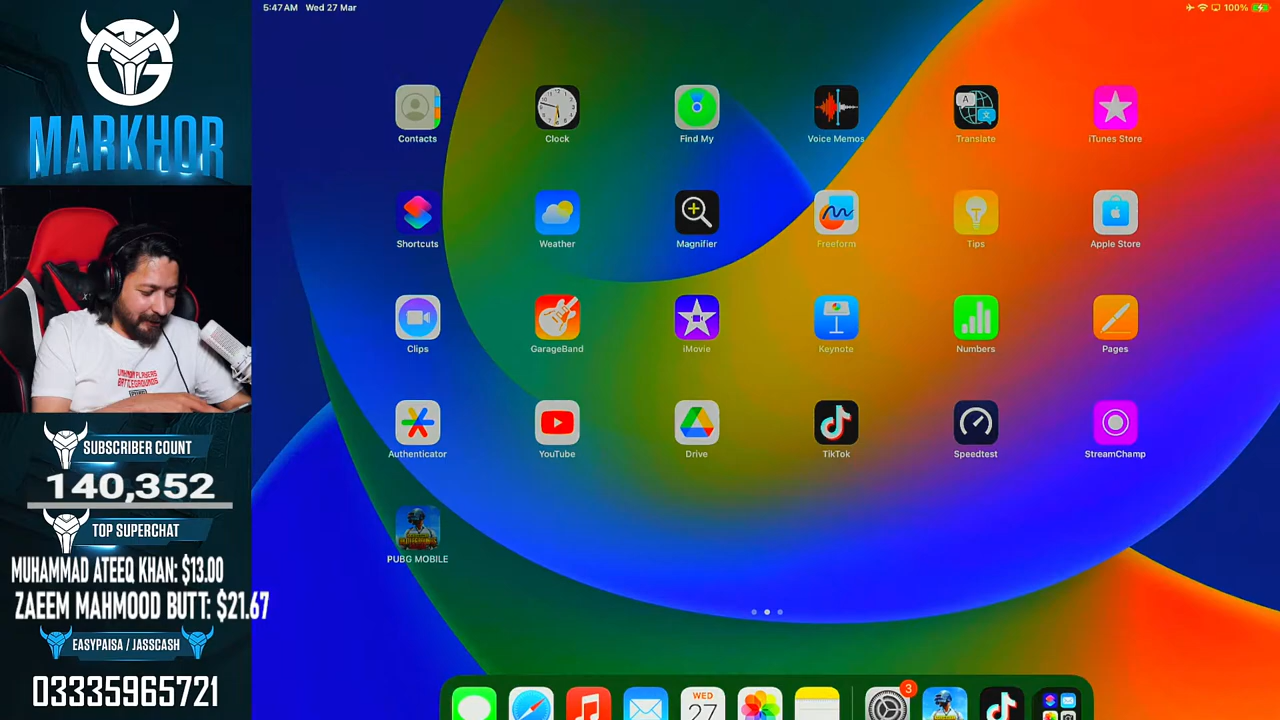 MARKHOR
SUBSCRIBER COUNT
140,352
TOP SUPERCHAT
MUHAMMAD ATEEQ KHAN: $13.00
ZAEEM MAHMOOD BUTT: $21.67
EASYPAISA / JASSCASH
03335965721
5:47AM Wed 27 Mar
100%
Contacts
Clock
Find My
Voice Memos
Translate
iTunes Store
Shortcuts
Weather
Magnifier
Freeform
Tips
Apple Store
Clips
GarageBand
iMovie
Keynote
Numbers
Pages
Authenticator
YouTube
Drive
TikTok
Speedtest
StreamChamp
PUBG MOBILE
WED
27
3